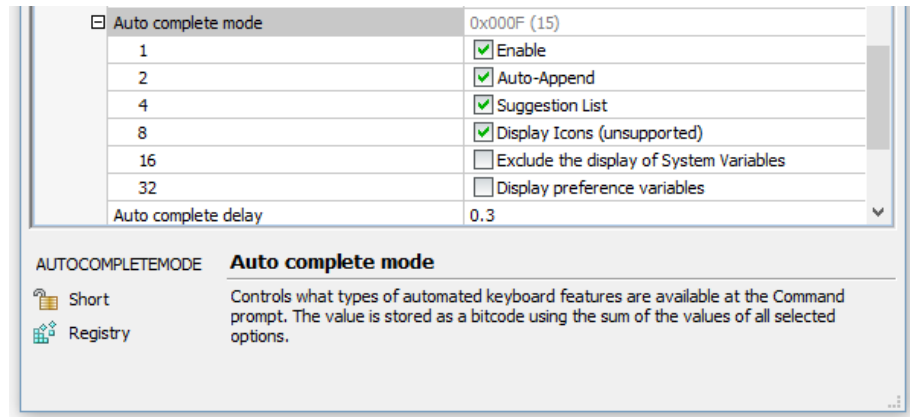 Auto complete mode 0x000F (15)
1 Enable
2 Auto-Append
4 Suggestion List
8 Display Icons (unsupported)
16 Exclude the display of System Variables
32 Display preference variables
Auto complete delay 0.3
AUTOCOMPLETEMODE Auto complete mode
Short
Registry
Controls what types of automated keyboard features are available at the Command
prompt. The value is stored as a bitcode using the sum of the values of all selected
options.